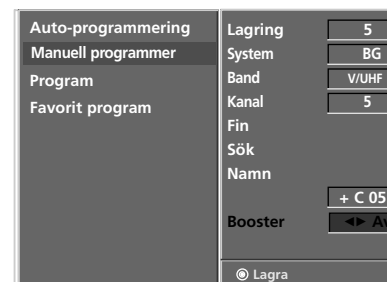 Auto-programmering
Manuell programmer
Program
Favorit program
Lagring 5
System BG
Band V/UHF
Kanal 5
Fin
Sök
Namn
+ C 05
Booster ◄► Av
Lagra